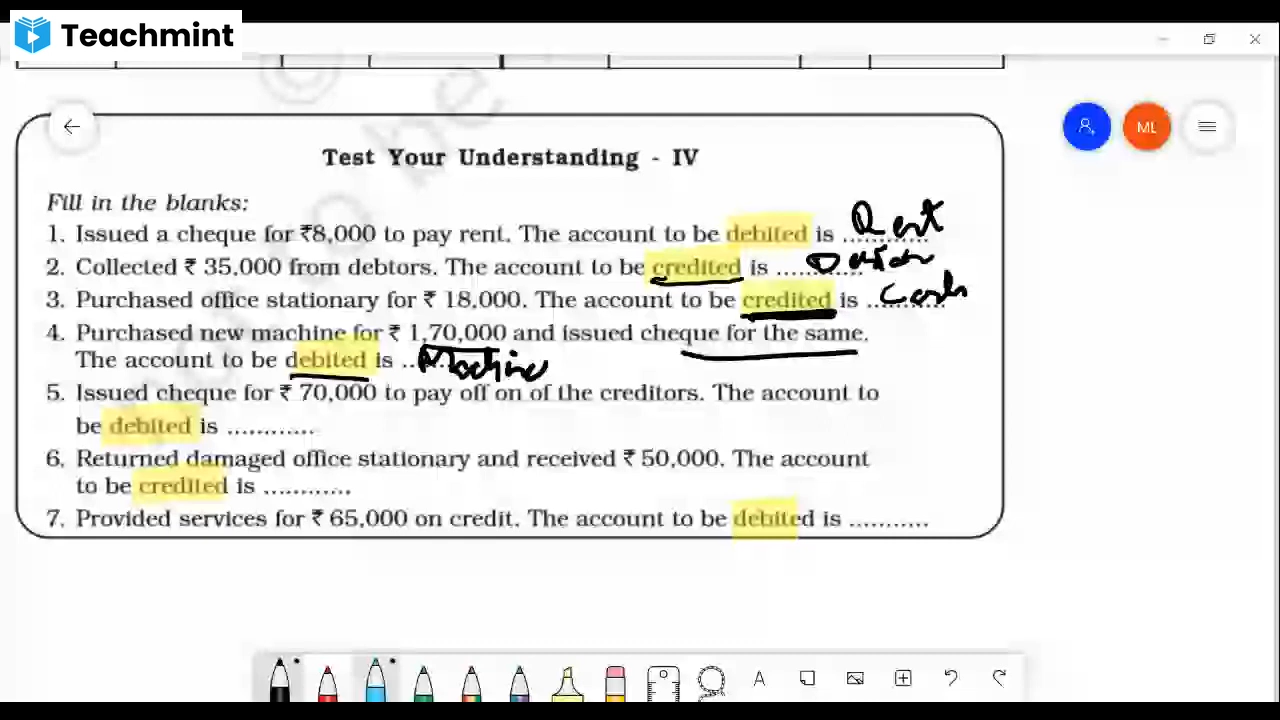 Teachmint
ML
Test Your Understanding - IV
Fill in the blanks:
1. Issued a cheque for ₹8,000 to pay rent. The account to be debited is ............ Rent
2. Collected ₹ 35,000 from debtors. The account to be credited is ............
3. Purchased office stationary for ₹ 18,000. The account to be credited is ............ Cash
4. Purchased new machine for ₹ 1,70,000 and issued cheque for the same.
The account to be debited is ...... Machine
5. Issued cheque for ₹ 70,000 to pay off on of the creditors. The account to
be debited is ............
6. Returned damaged office stationary and received ₹ 50,000. The account
to be credited is ............
7. Provided services for ₹ 65,000 on credit. The account to be debited is ...........
A